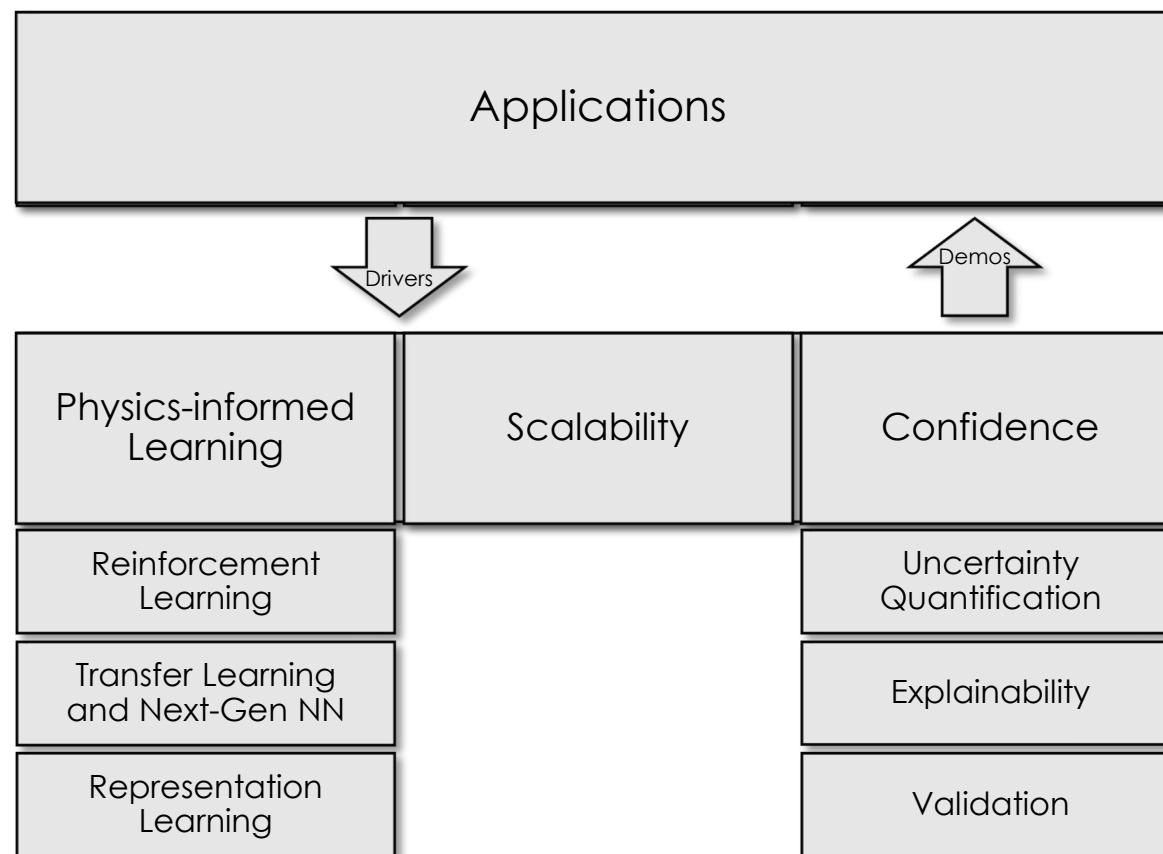 Applications
Drivers
Demos
Physics-informed
Learning
Scalability
Confidence
Reinforcement
Learning
Transfer Learning
and Next-Gen NN
Representation
Learning
Uncertainty
Quantification
Explainability
Validation